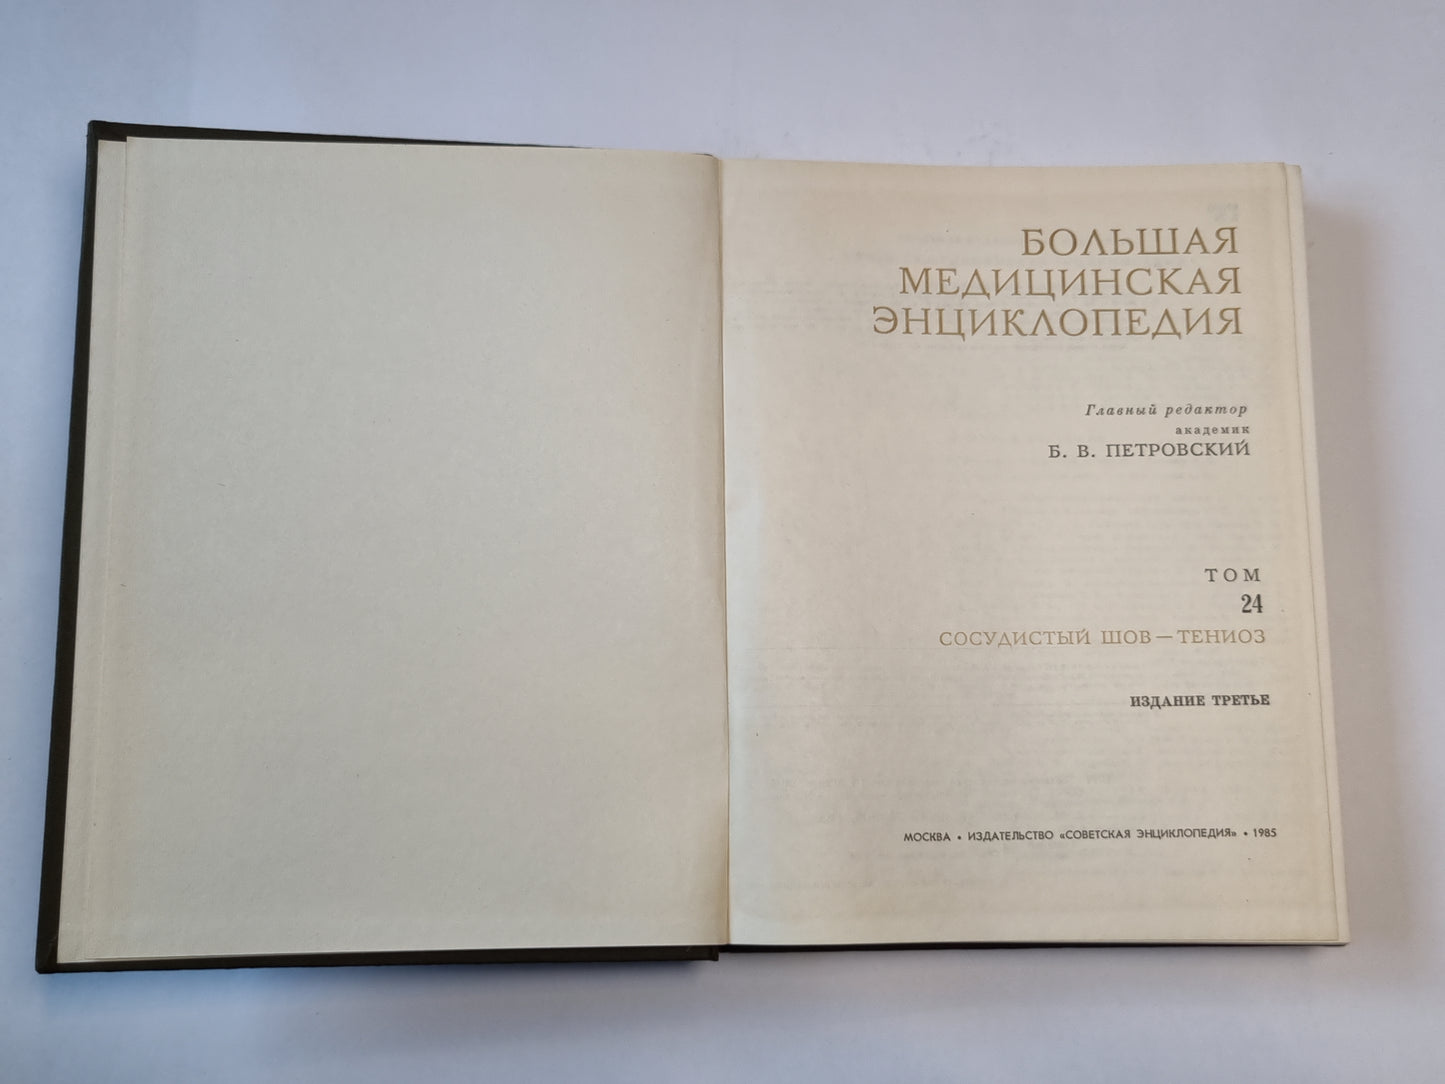 БОЛЬШАЯ
МЕДИЦИНСКАЯ
ЭНЦИКЛОПЕДИЯ
Главный редактор
академик
Б. В. ПЕТРОВСКИЙ
ТОМ
24
СОСУДИСТЫЙ ШОВ — ТЕНИОЗ
ИЗДАНИЕ ТРЕТЬЕ
МОСКВА • ИЗДАТЕЛЬСТВО «СОВЕТСКАЯ ЭНЦИКЛОПЕДИЯ» • 1985